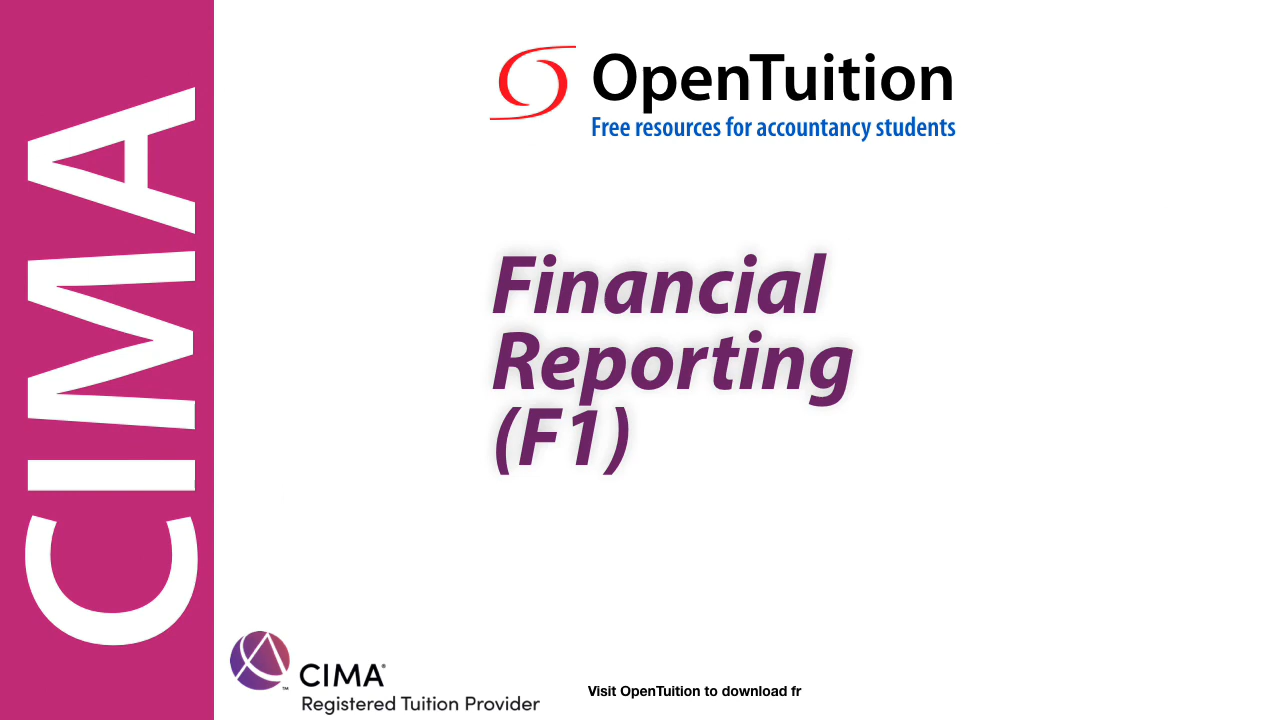 CIMA
OpenTuition
Free resources for accountancy students
Financial
Reporting
(F1)
CIMA®
Registered Tuition Provider
Visit OpenTuition to download fr